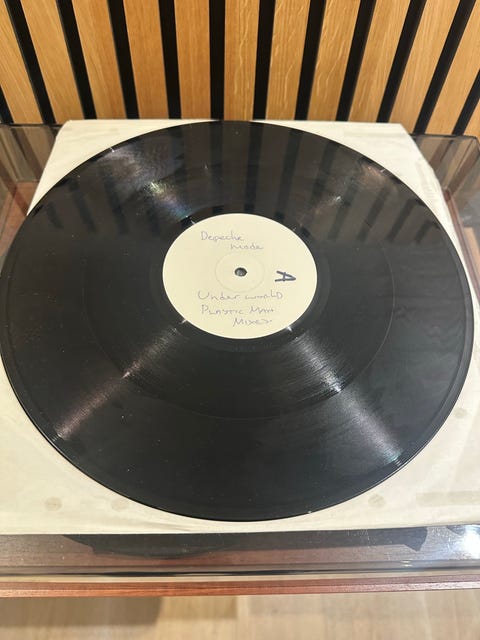 Depeche
Mode
A
Underworld
Plastic Man
Mixes